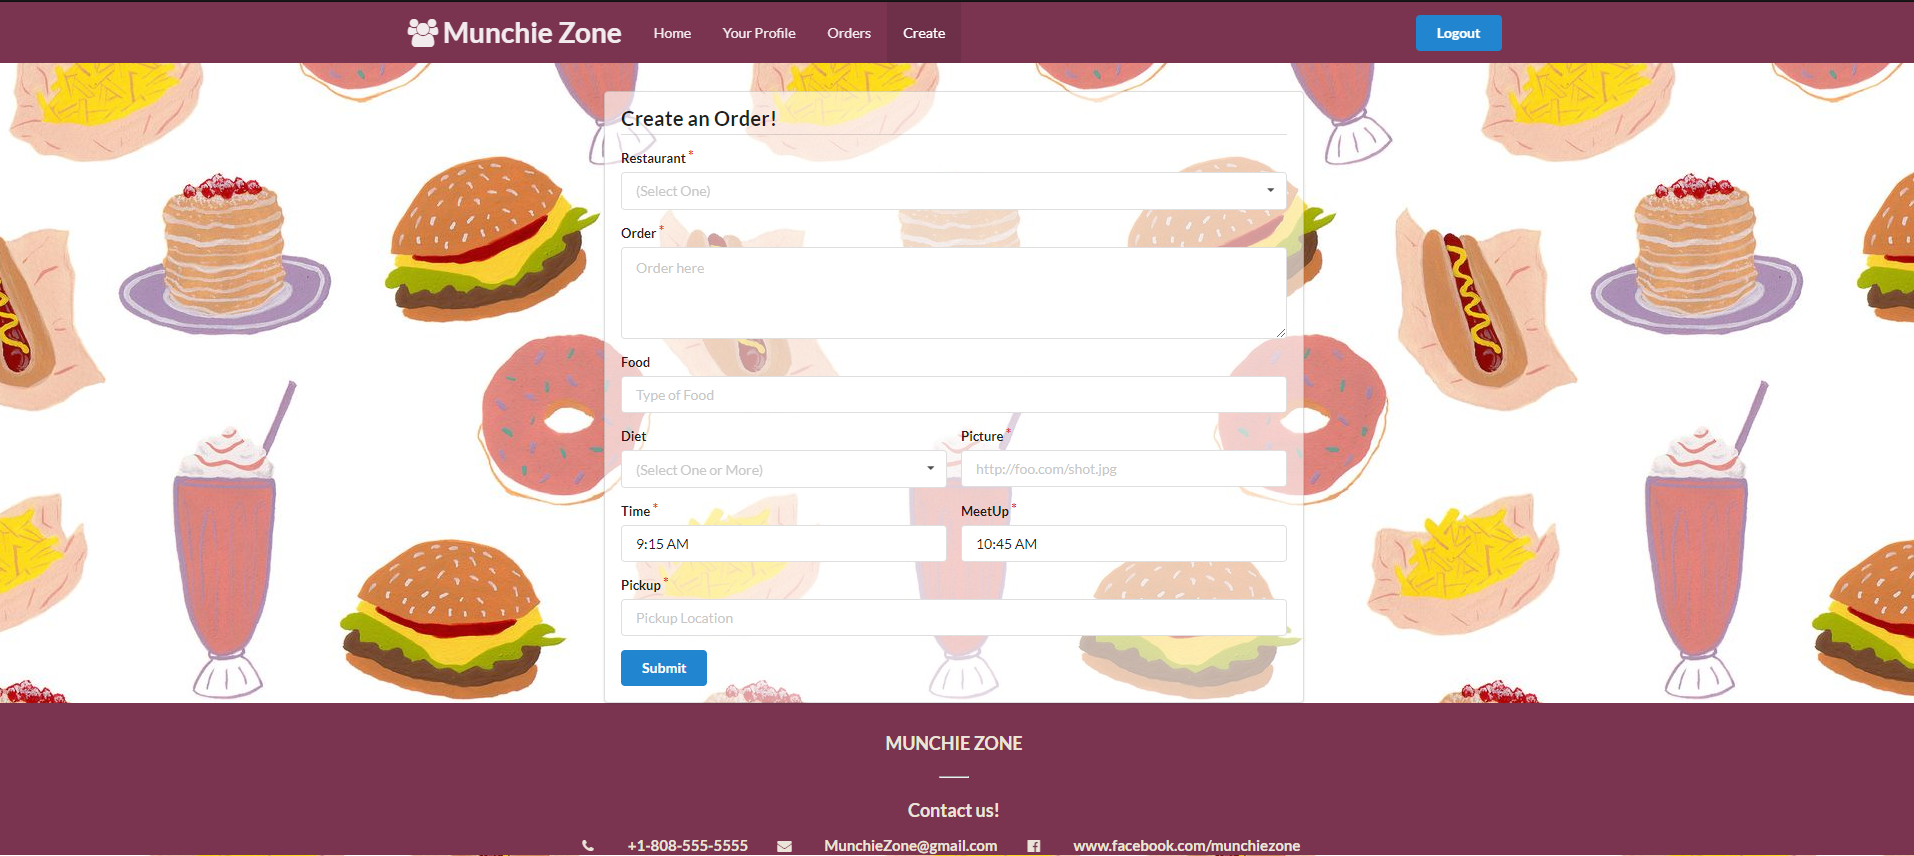 Munchie Zone Home Your Profile Orders Create Logout
Create an Order!
Restaurant *
(Select One)
Order *
Order here
Food
Type of Food
Diet Picture *
(Select One or More) http://foo.com/shot.jpg
Time * MeetUp *
9:15 AM 10:45 AM
Pickup *
Pickup Location
Submit
MUNCHIE ZONE
Contact us!
+1-808-555-5555 MunchieZone@gmail.com www.facebook.com/munchiezone